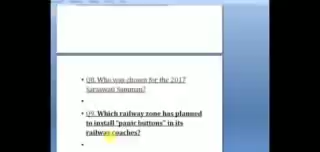 Q8. Who was chosen for the 2017
Saraswati Samman?
Q9. Which railway zone has planned
to install "panic buttons" in its
railway coaches?